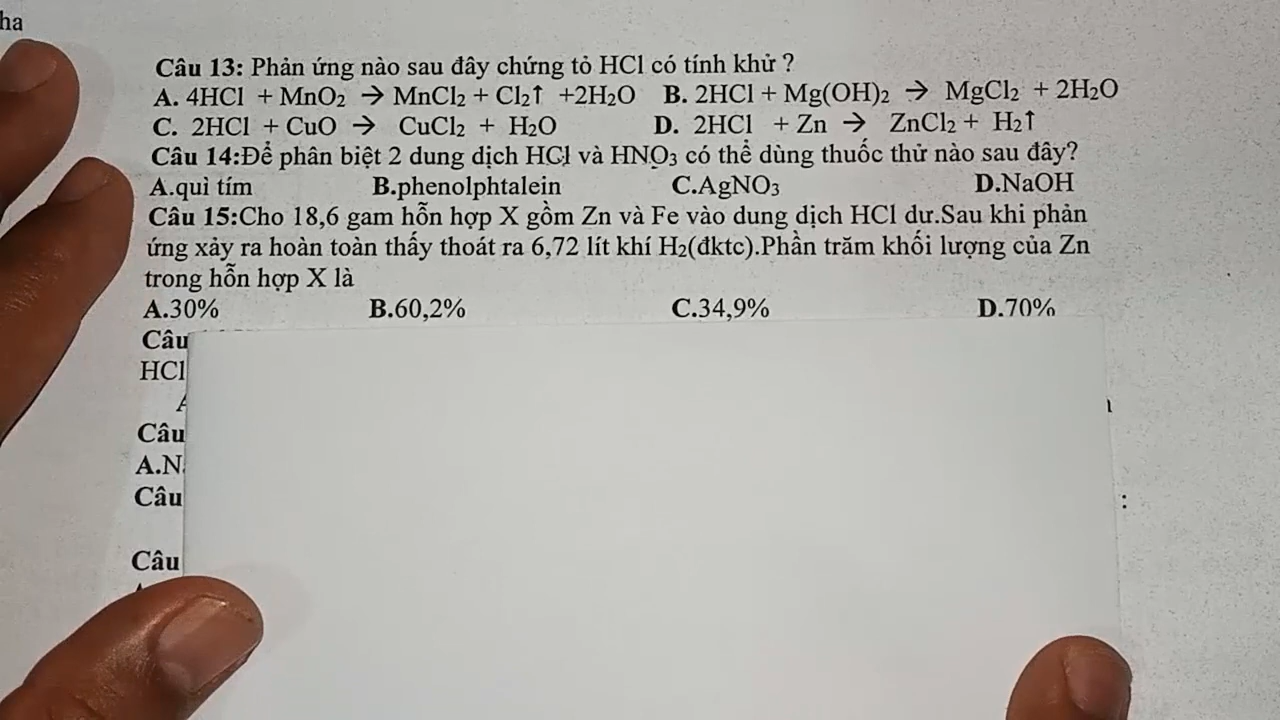 ha
Câu 13: Phản ứng nào sau đây chứng tỏ HCl có tính khử ?
A. 4HCl + MnO₂ → MnCl₂ + Cl₂↑ +2H₂O B. 2HCl + Mg(OH)₂ → MgCl₂ + 2H₂O
C. 2HCl + CuO → CuCl₂ + H₂O D. 2HCl + Zn → ZnCl₂ + H₂↑
Câu 14:Để phân biệt 2 dung dịch HCl và HNO₃ có thể dùng thuốc thử nào sau đây?
A.quì tím B.phenolphtalein C.AgNO₃ D.NaOH
Câu 15:Cho 18,6 gam hỗn hợp X gồm Zn và Fe vào dung dịch HCl dư.Sau khi phản
ứng xảy ra hoàn toàn thấy thoát ra 6,72 lít khí H₂(đktc).Phần trăm khối lượng của Zn
trong hỗn hợp X là
A.30% B.60,2% C.34,9% D.70%
Câu
HCl
Câu
A.N
Câu :
Câu